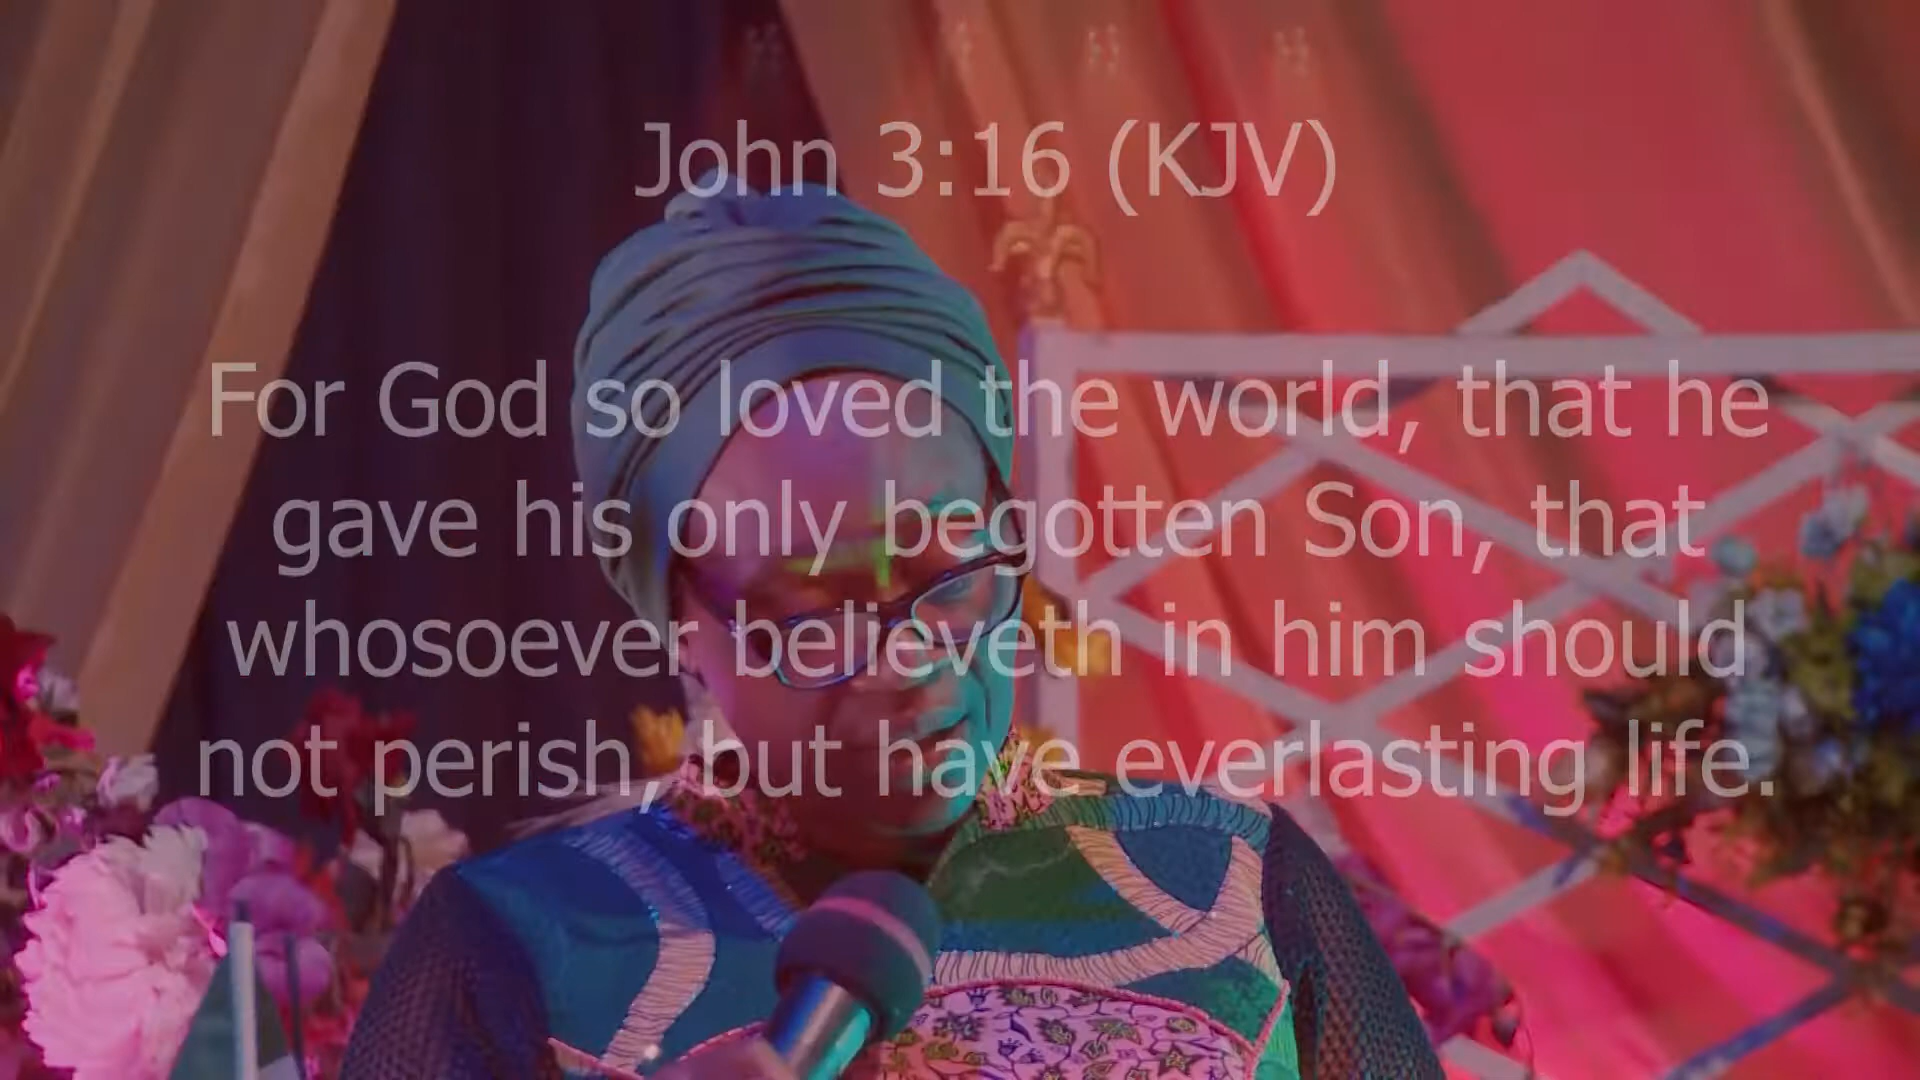 John 3:16 (KJV)
For God so loved the world, that he
gave his only begotten Son, that
whosoever believeth in him should
not perish, but have everlasting life.